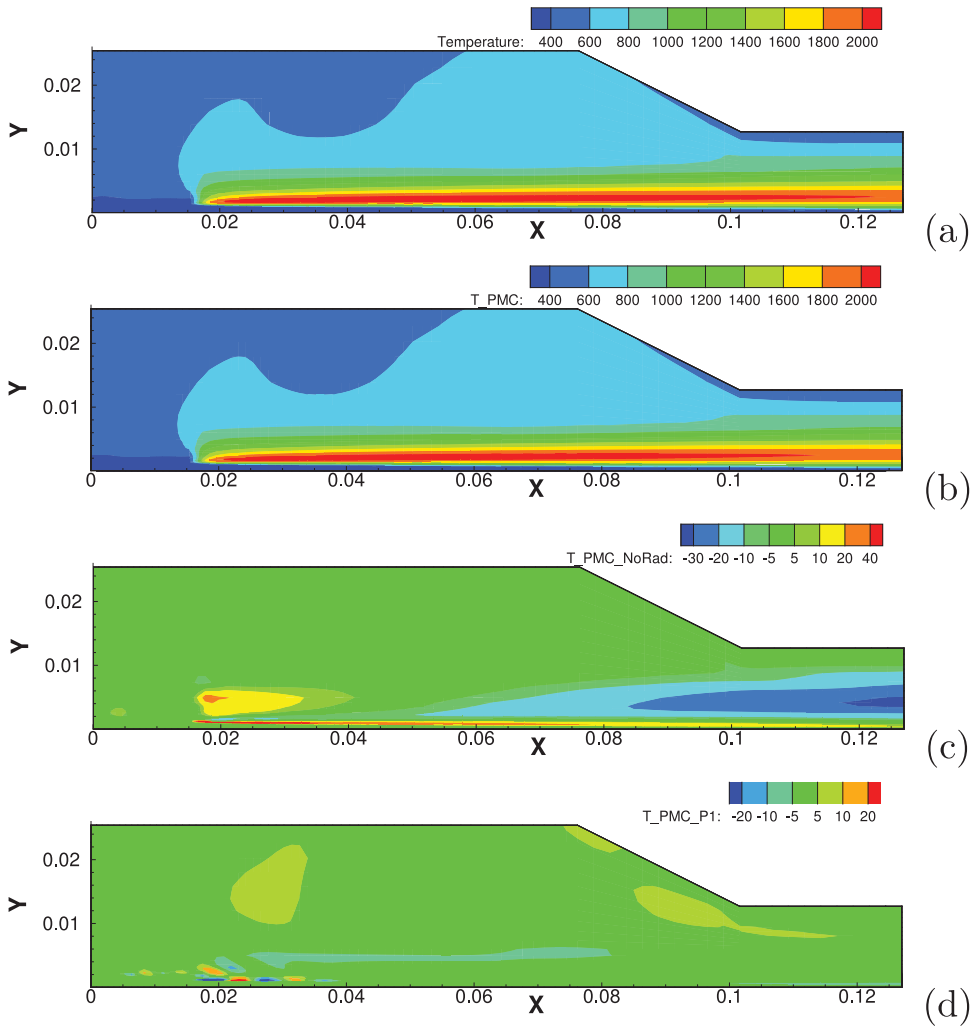 Temperature: 400 600 800 1000 1200 1400 1600 1800 2000
Y
0.02
0.01
0 0.02 0.04 0.06 0.08 0.1 0.12
X
(a)
T_PMC: 400 600 800 1000 1200 1400 1600 1800 2000
Y
0.02
0.01
0 0.02 0.04 0.06 0.08 0.1 0.12
X
(b)
T_PMC_NoRad: -30 -20 -10 -5 5 10 20 40
Y
0.02
0.01
0 0.02 0.04 0.06 0.08 0.1 0.12
X
(c)
T_PMC_P1: -20 -10 -5 5 10 20
Y
0.02
0.01
0 0.02 0.04 0.06 0.08 0.1 0.12
X
(d)